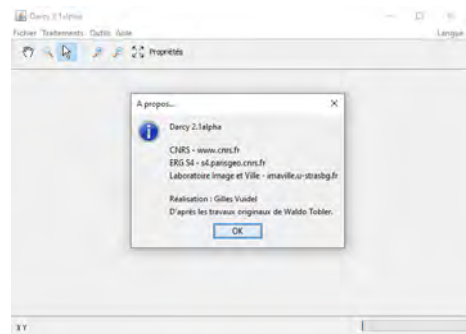 Darcy 2.1alpha
Fichier Traitements Outils Aide
Langue
Propriétés
A propos...
Darcy 2.1alpha
CNRS - www.cnrs.fr
ERG S4 - s4.parisgeo.cnrs.fr
Laboratoire Image et Ville - imaville.u-strasbg.fr
Réalisation : Gilles Vuidel
D'après les travaux originaux de Waldo Tobler.
OK
X Y